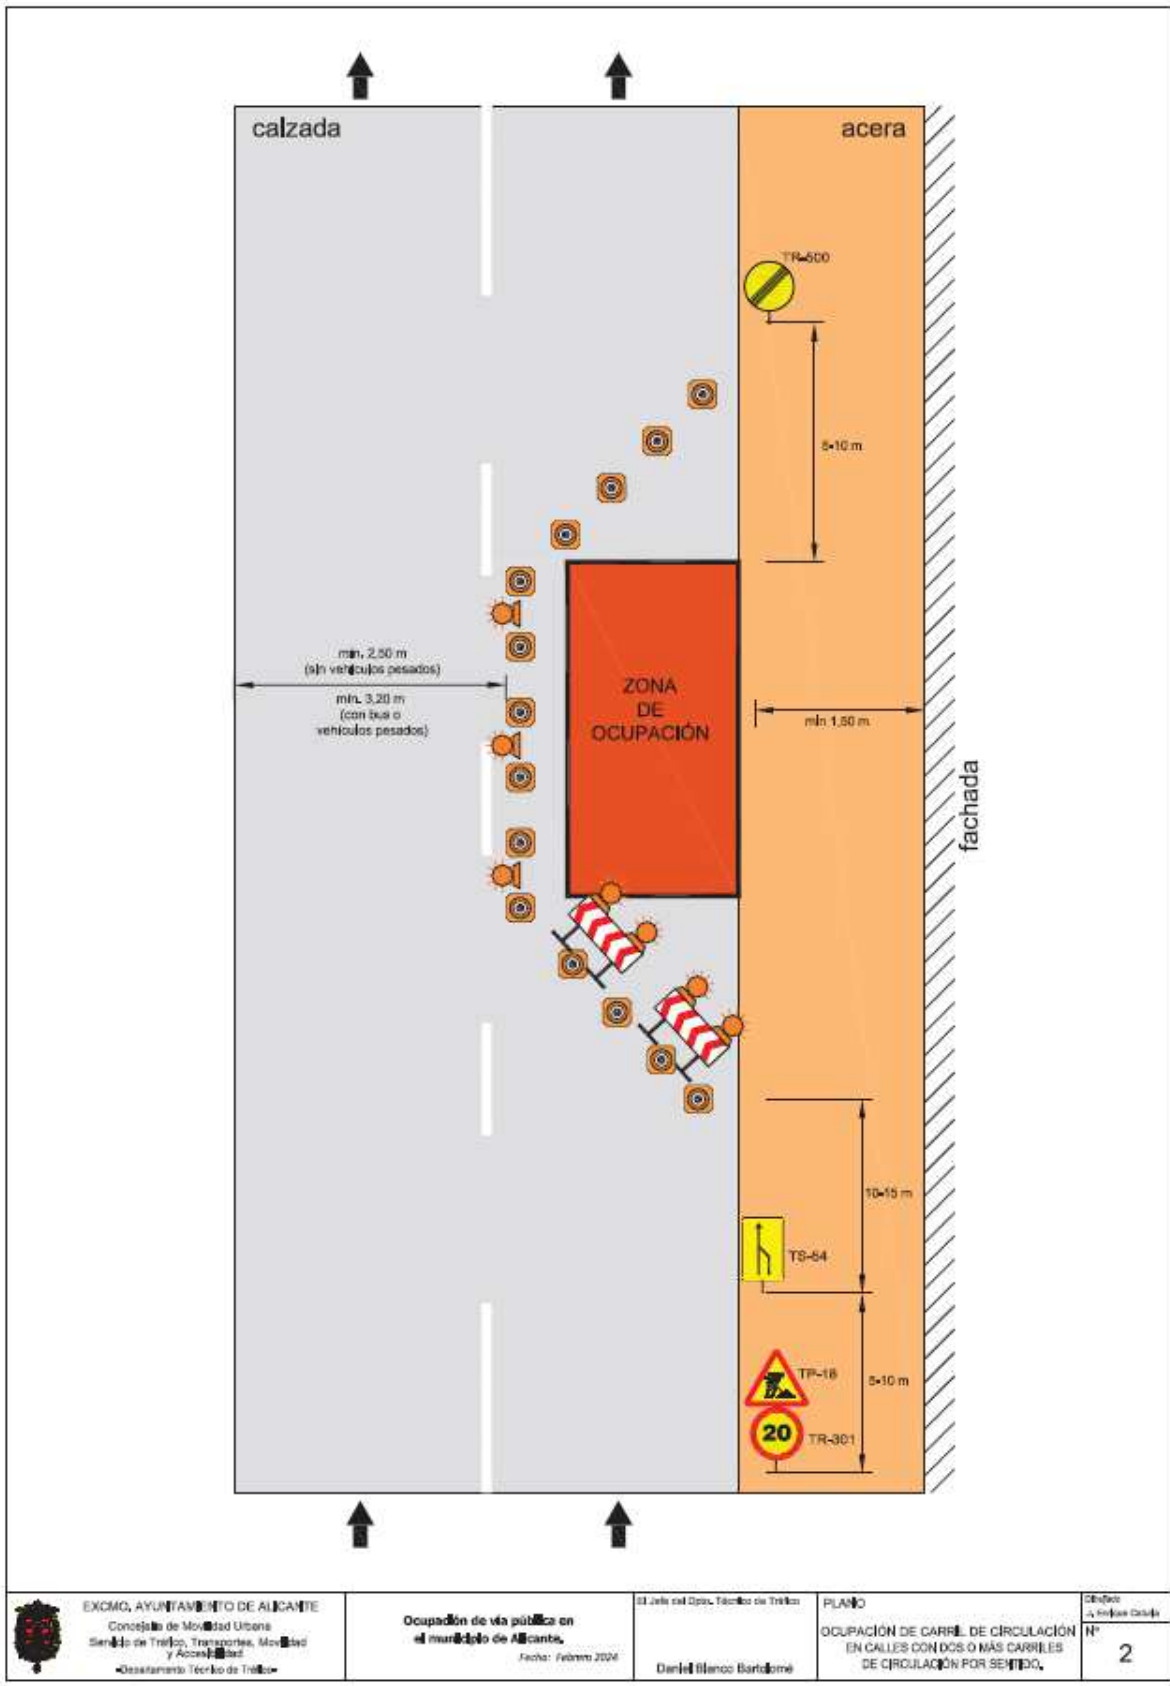 calzada
acera
TR-500
5-10 m
min. 2,50 m
(sin vehículos pesados)
min. 3,20 m
(con bus o
vehículos pesados)
ZONA
DE
OCUPACIÓN
min 1,50 m
fachada
10-15 m
TS-54
TP-18
5-10 m
20
TR-301
EXCMO. AYUNTAMIENTO DE ALICANTE
Concejalía de Movilidad Urbana
Servicio de Tráfico, Transportes, Movilidad
y Accesibilidad
-Departamento Técnico de Tráfico-
Ocupación de vía pública en
el municipio de Alicante.
Fecha: Febrero 2024
El Jefe del Dpto. Técnico de Tráfico
Daniel Blanco Bartolomé
PLANO
OCUPACIÓN DE CARRIL DE CIRCULACIÓN
EN CALLES CON DOS O MÁS CARRILES
DE CIRCULACIÓN POR SENTIDO.
Dibujado
J. Enrique
Nº
2